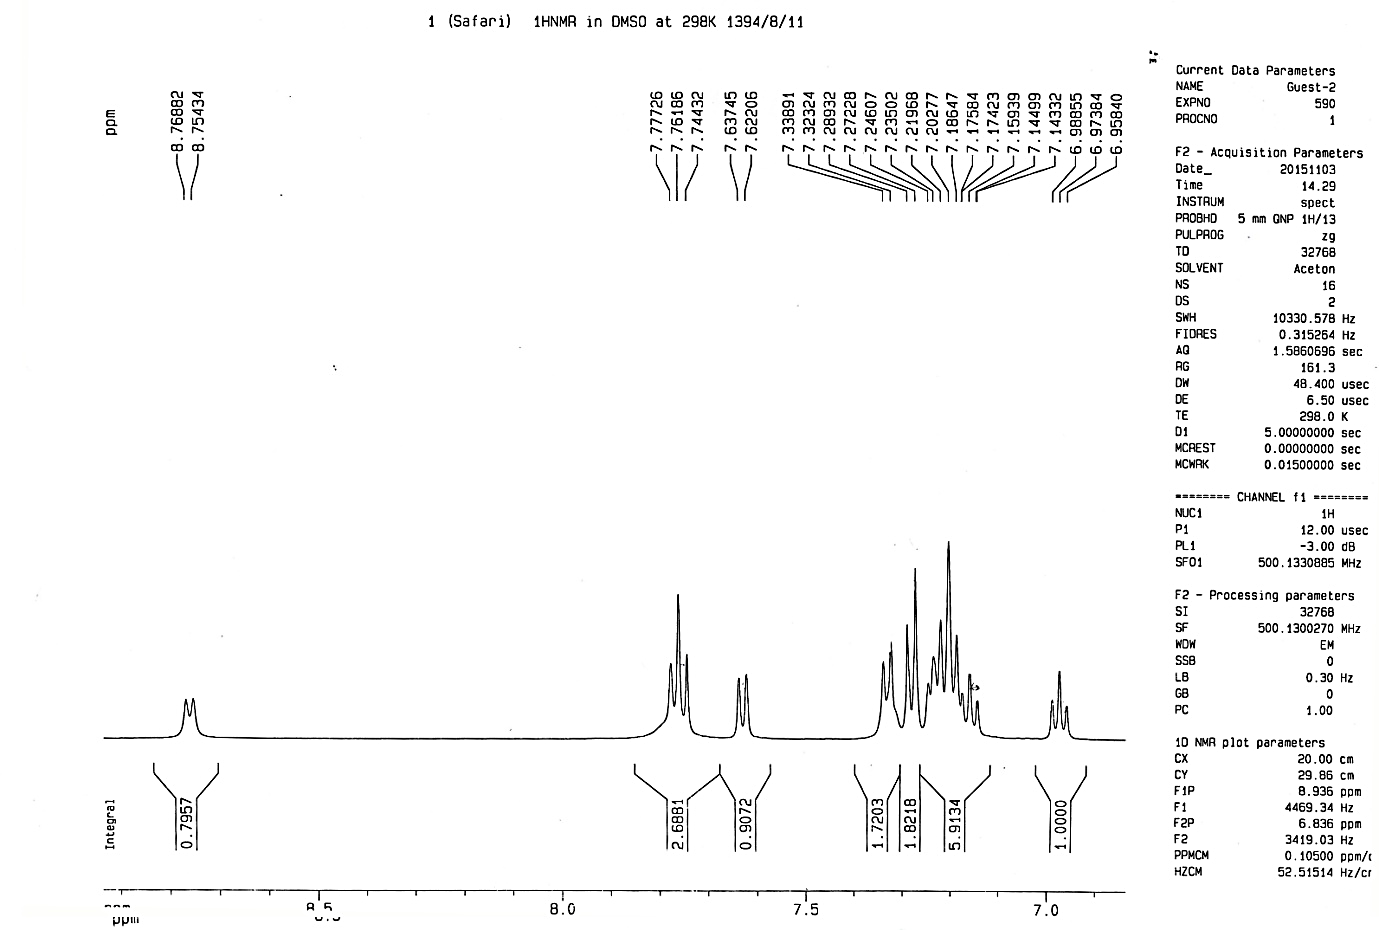 1 (Safari) 1HNMR in DMSO at 298K 1394/8/11
ppm
8.76882
8.75434
7.77726
7.76186
7.74432
7.63745
7.62206
7.33891
7.32324
7.28932
7.27228
7.24607
7.23502
7.21968
7.20277
7.18647
7.17584
7.17423
7.15939
7.14499
7.14332
6.98855
6.97384
6.95840
Current Data Parameters
NAME Guest-2
EXPNO 590
PROCNO 1
F2 - Acquisition Parameters
Date_ 20151103
Time 14.29
INSTRUM spect
PROBHD 5 mm QNP 1H/13
PULPROG zg
TD 32768
SOLVENT Aceton
NS 16
DS 2
SWH 10330.578 Hz
FIDRES 0.315264 Hz
AQ 1.5860696 sec
RG 161.3
DW 48.400 usec
DE 6.50 usec
TE 298.0 K
D1 5.00000000 sec
MCREST 0.00000000 sec
MCWRK 0.01500000 sec
======== CHANNEL f1 ========
NUC1 1H
P1 12.00 usec
PL1 -3.00 dB
SFO1 500.1330885 MHz
F2 - Processing parameters
SI 32768
SF 500.1300270 MHz
WDW EM
SSB 0
LB 0.30 Hz
GB 0
PC 1.00
1D NMR plot parameters
CX 20.00 cm
CY 29.86 cm
F1P 8.936 ppm
F1 4469.34 Hz
F2P 6.836 ppm
F2 3419.03 Hz
PPMCM 0.10500 ppm/c
HZCM 52.51514 Hz/cr
Integral
0.7957
2.6881
0.9072
1.7203
1.8218
5.9134
1.0000
ppm
8.5
8.0
7.5
7.0